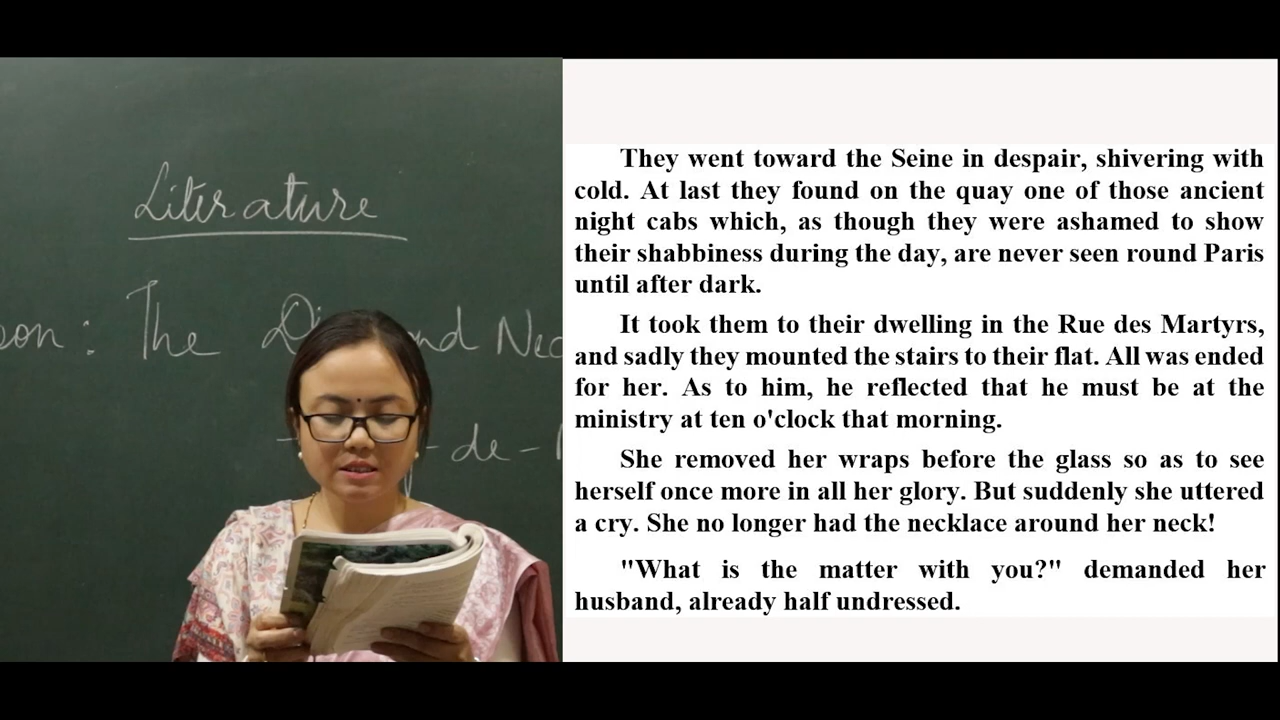 Literature
son: The Diamond Nec
-de-
They went toward the Seine in despair, shivering with
cold. At last they found on the quay one of those ancient
night cabs which, as though they were ashamed to show
their shabbiness during the day, are never seen round Paris
until after dark.
It took them to their dwelling in the Rue des Martyrs,
and sadly they mounted the stairs to their flat. All was ended
for her. As to him, he reflected that he must be at the
ministry at ten o'clock that morning.
She removed her wraps before the glass so as to see
herself once more in all her glory. But suddenly she uttered
a cry. She no longer had the necklace around her neck!
"What is the matter with you?" demanded her
husband, already half undressed.